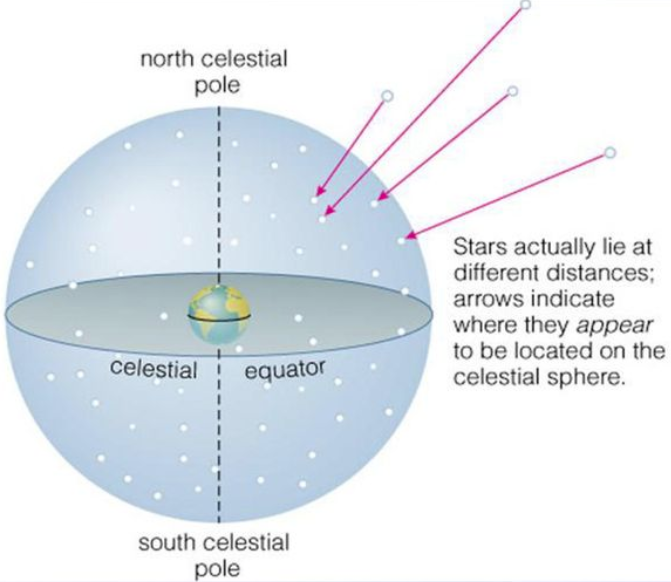 north celestial
pole
Stars actually lie at
different distances;
arrows indicate
where they appear
to be located on the
celestial sphere.
celestial equator
south celestial
pole